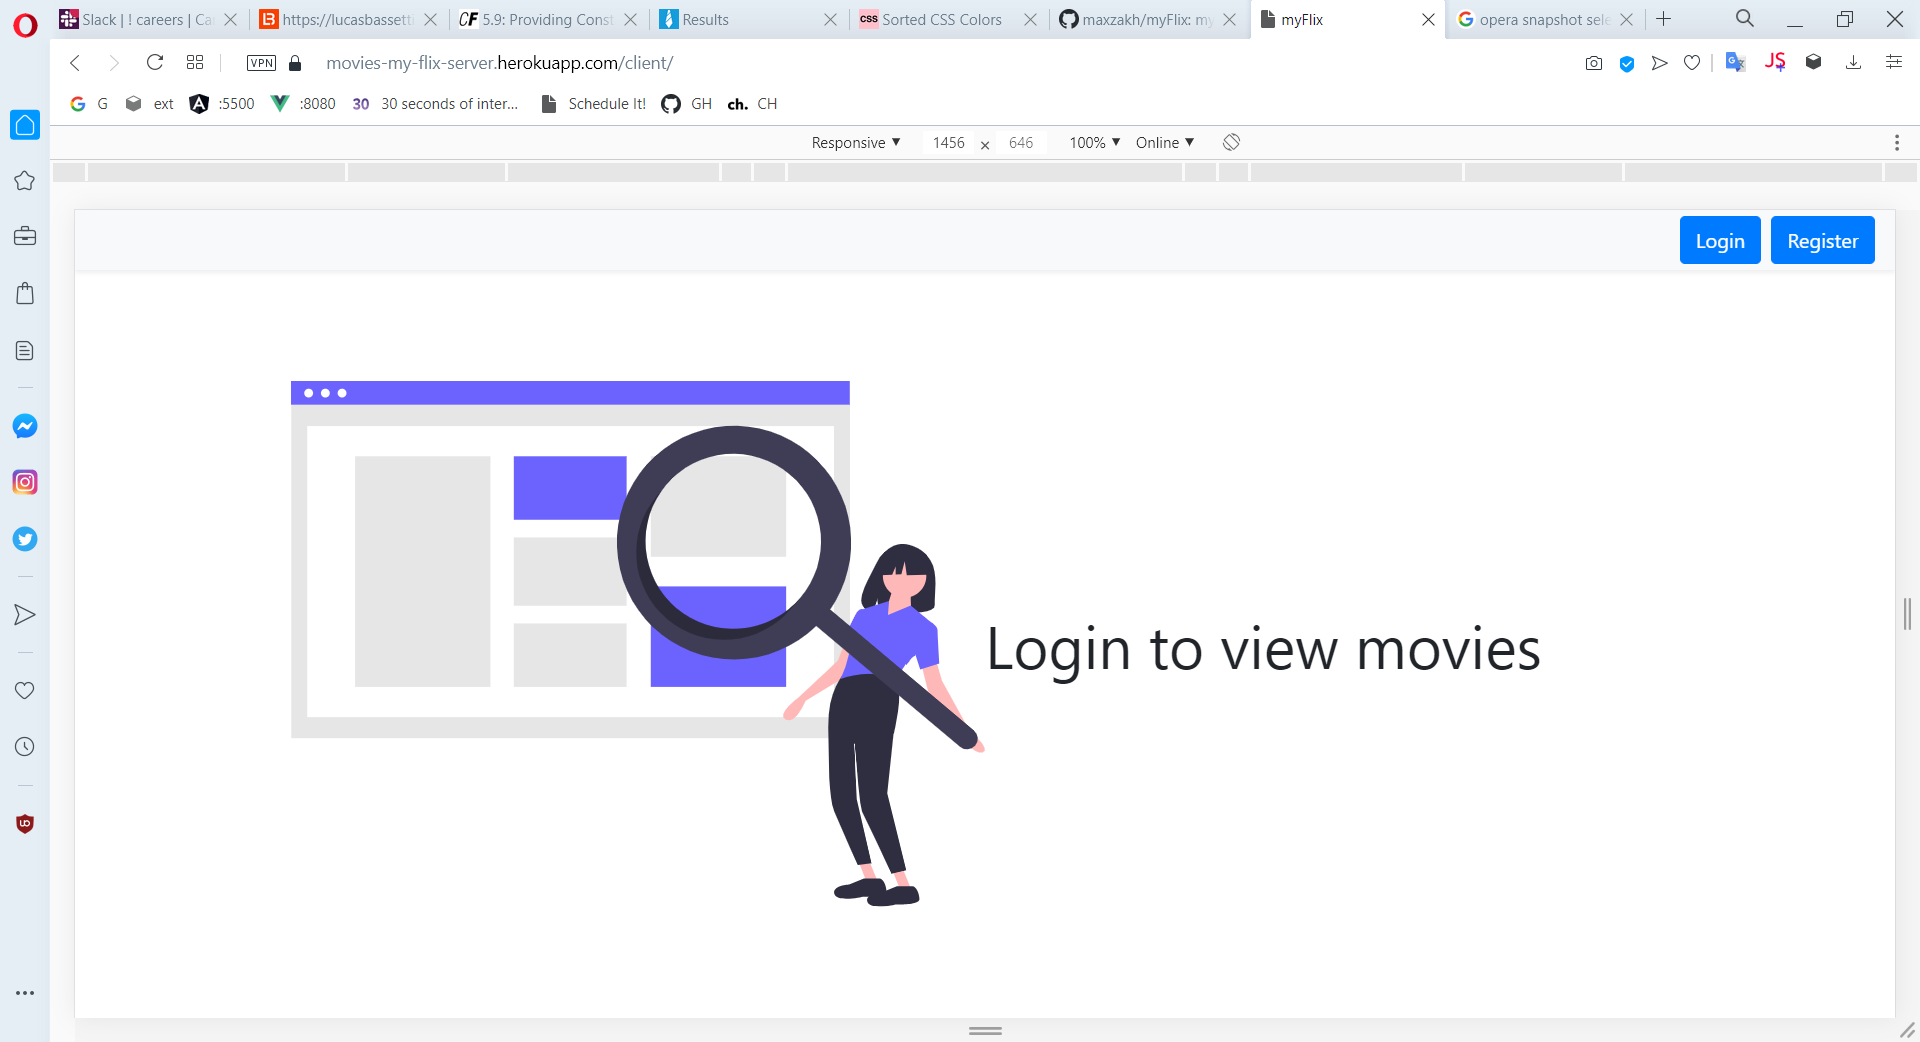 Slack | ! careers | Ca
https://lucasbassetti
5.9: Providing Const
Results
css Sorted CSS Colors
maxzakh/myFlix: my
myFlix
opera snapshot sele
VPN movies-my-flix-server.herokuapp.com/client/
JS
G ext :5500 :8080 30 30 seconds of inter... Schedule It! GH ch. CH
Responsive ▼ 1456 × 646 100% ▼ Online ▼
Login Register
Login to view movies